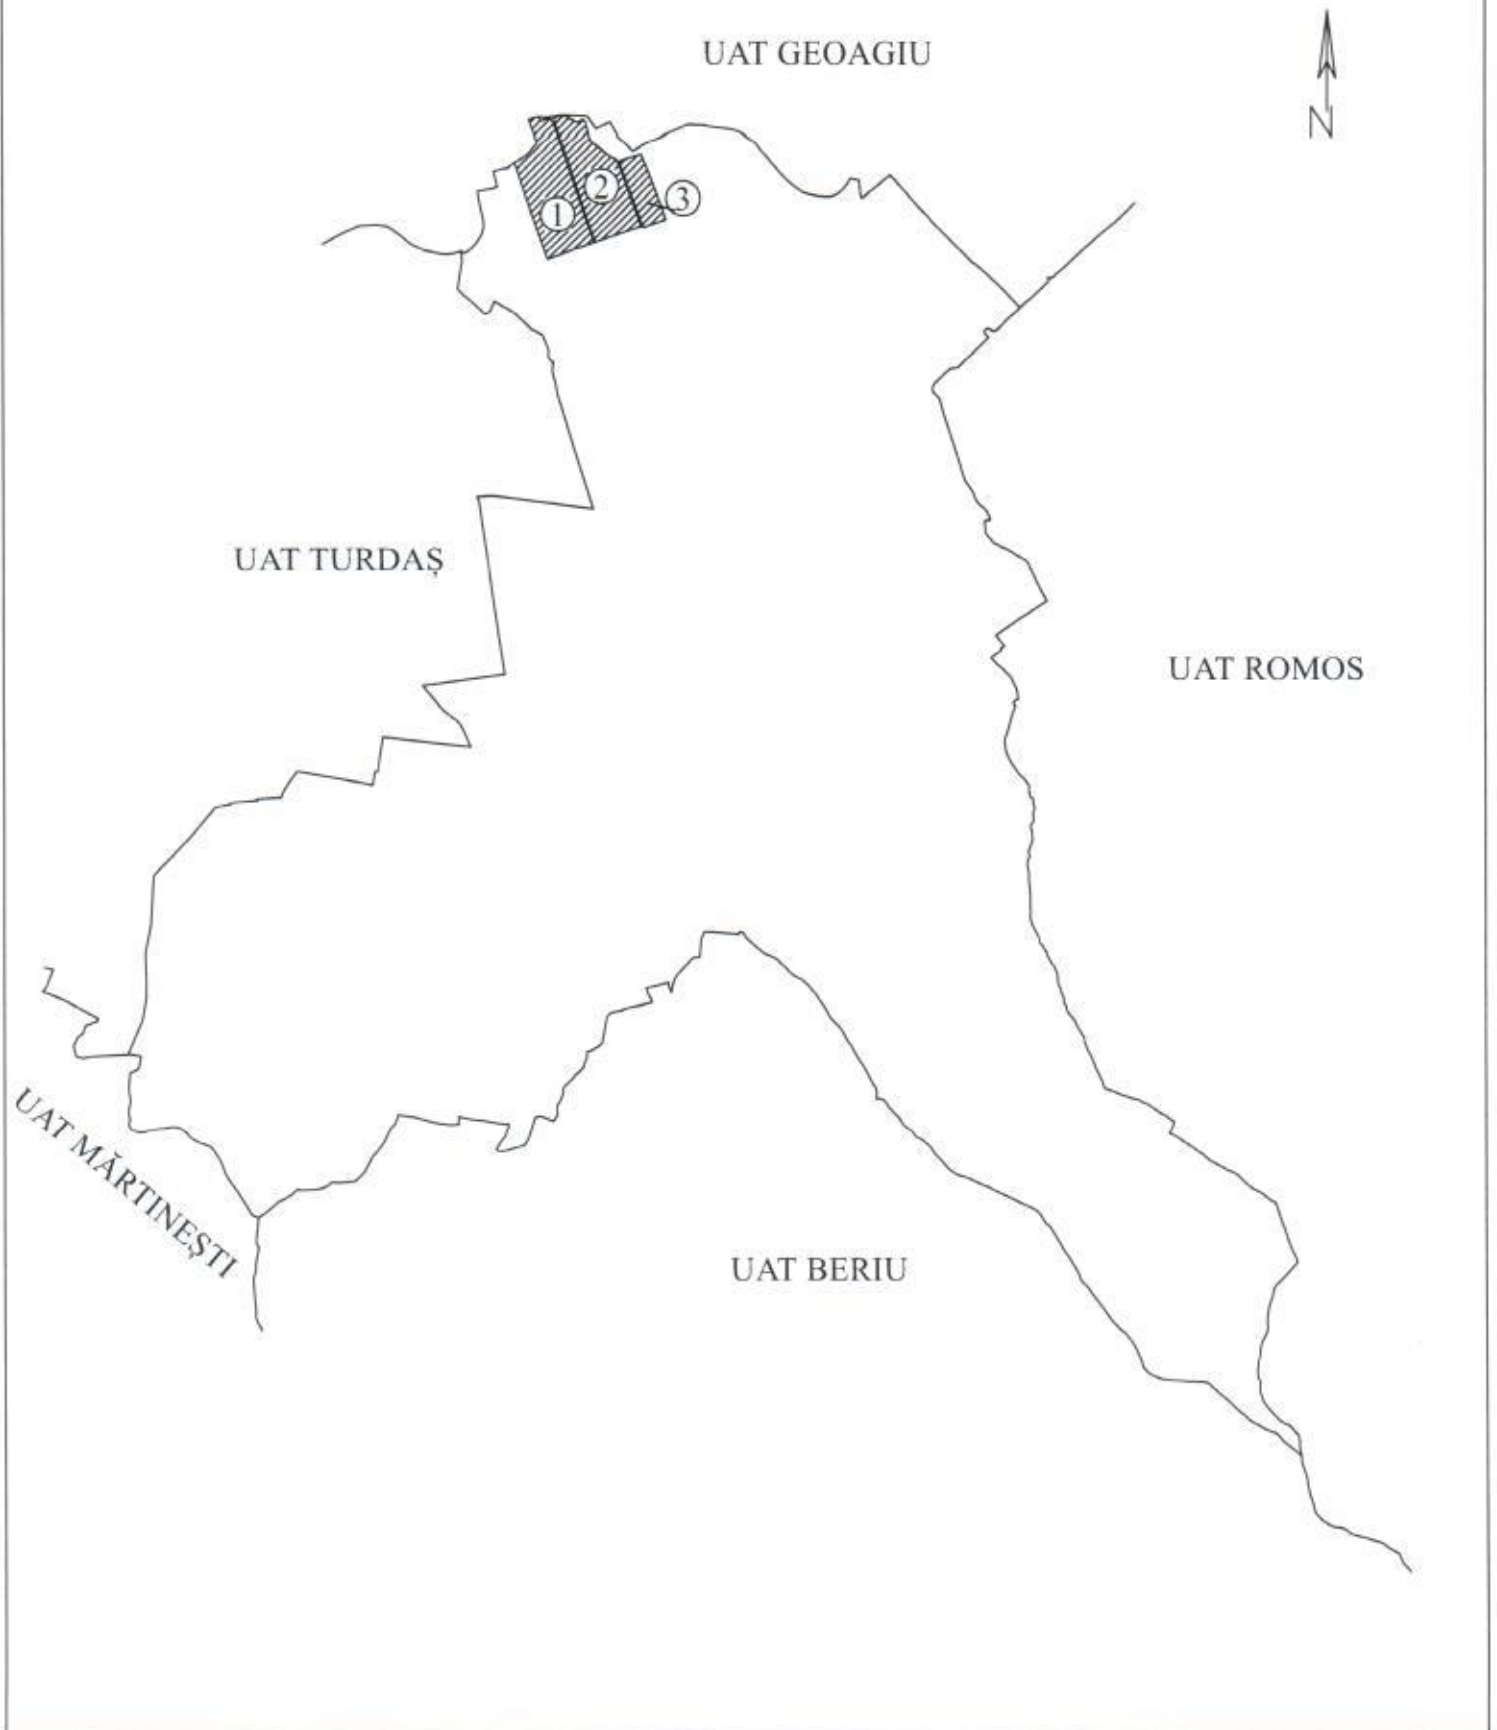 UAT GEOAGIU
N
2
3
1
UAT TURDAȘ
UAT ROMOS
UAT MĂRTINEȘTI
UAT BERIU